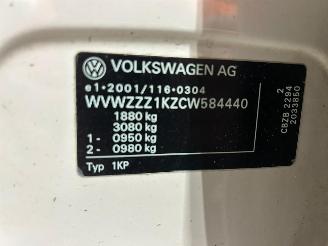 VOLKSWAGEN AG
e1*2001/116*0304
WVWZZZ1KZCW584440
1880 kg
3080 kg
1- 0950 kg
2- 0980 kg
Typ 1KP
2
CBZB 2294
2033850